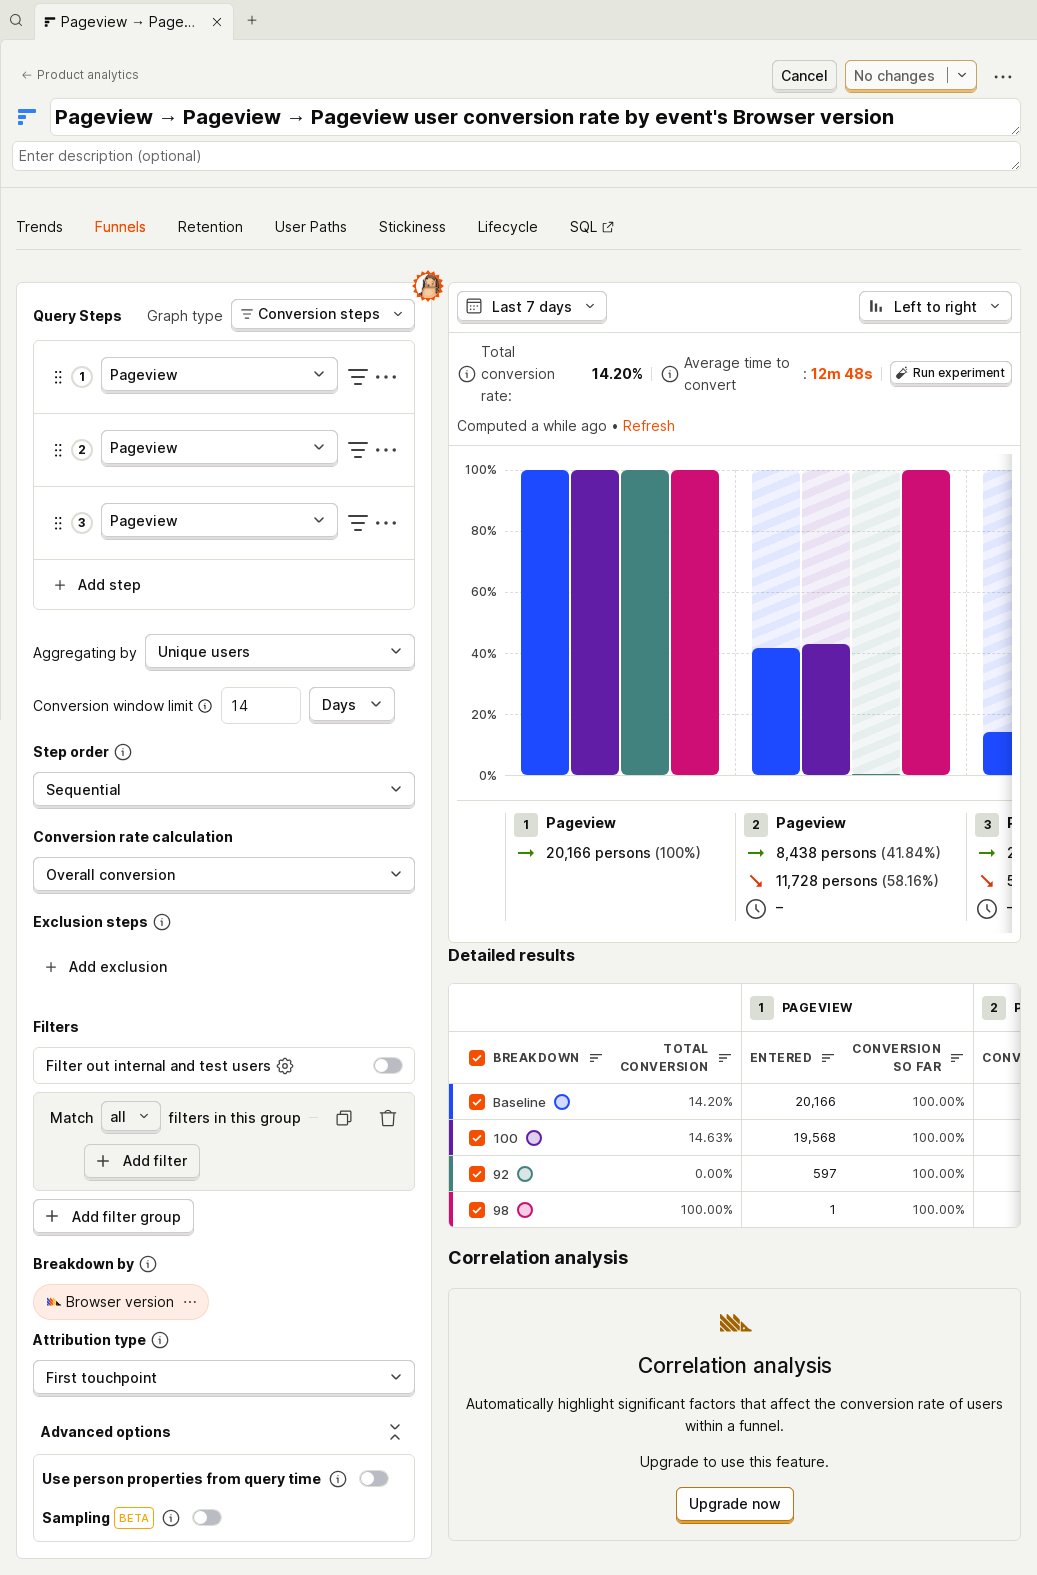 Pageview → Page...
Product analytics
Cancel
No changes
Pageview → Pageview → Pageview user conversion rate by event's Browser version
Enter description (optional)
Trends
Funnels
Retention
User Paths
Stickiness
Lifecycle
SQL
Query Steps
Graph type
Conversion steps
1
Pageview
2
Pageview
3
Pageview
Add step
Aggregating by
Unique users
Conversion window limit
14
Days
Step order
Sequential
Conversion rate calculation
Overall conversion
Exclusion steps
Add exclusion
Filters
Filter out internal and test users
Match
all
filters in this group
Add filter
Add filter group
Breakdown by
Browser version
Attribution type
First touchpoint
Advanced options
Use person properties from query time
Sampling
BETA
Last 7 days
Left to right
Total
conversion
rate:
14.20%
Average time to
convert
:
12m 48s
Run experiment
Computed a while ago • Refresh
100%
80%
60%
40%
20%
0%
1
Pageview
20,166 persons (100%)
2
Pageview
8,438 persons (41.84%)
11,728 persons (58.16%)
–
3
P
2
5
–
Detailed results
1
PAGEVIEW
2
P
BREAKDOWN
TOTAL
CONVERSION
ENTERED
CONVERSION
SO FAR
CONV
Baseline
14.20%
20,166
100.00%
100
14.63%
19,568
100.00%
92
0.00%
597
100.00%
98
100.00%
1
100.00%
Correlation analysis
Correlation analysis
Automatically highlight significant factors that affect the conversion rate of users
within a funnel.
Upgrade to use this feature.
Upgrade now